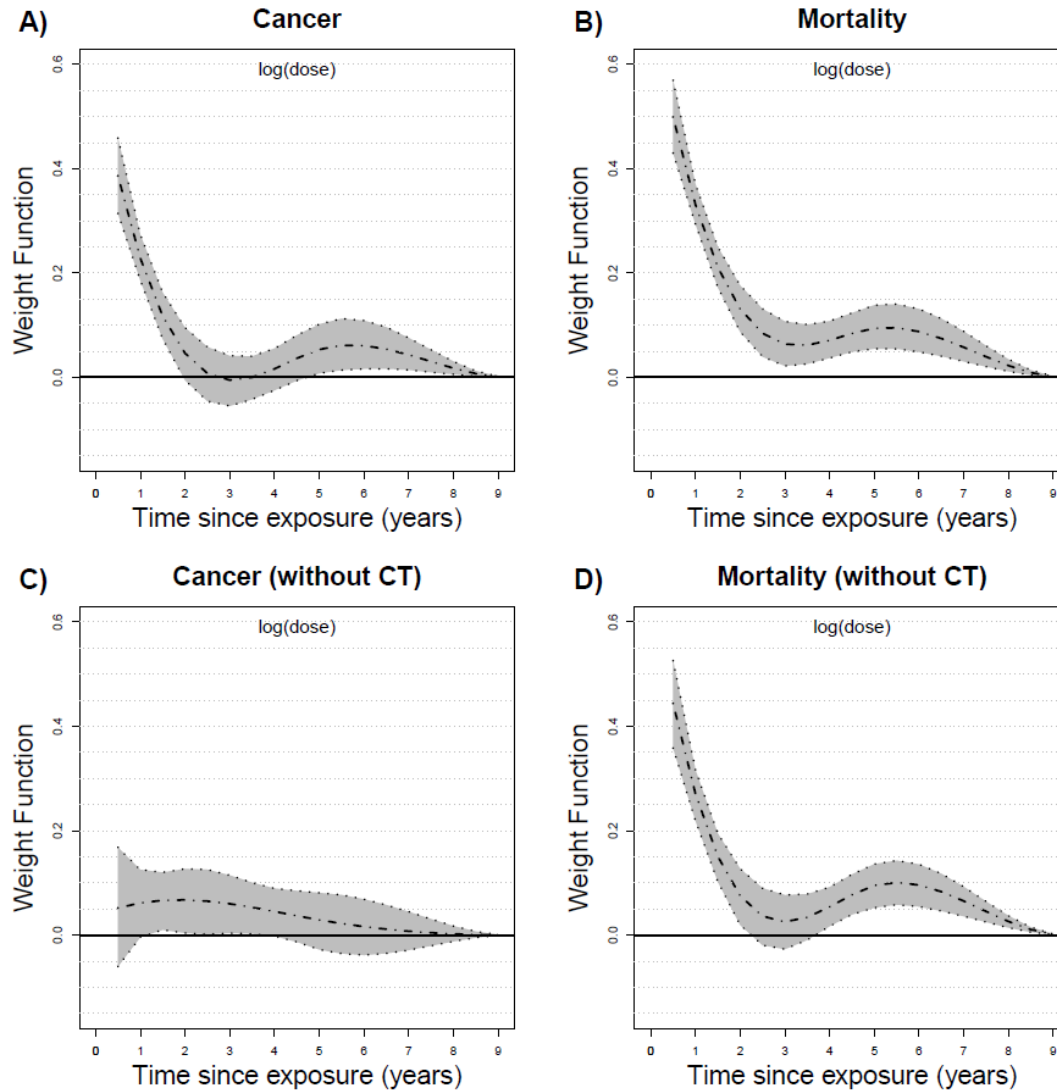 A) Cancer
log(dose)
Weight Function
0.0 0.2 0.4 0.6
0 1 2 3 4 5 6 7 8 9
Time since exposure (years)
B) Mortality
log(dose)
Weight Function
0.0 0.2 0.4 0.6
0 1 2 3 4 5 6 7 8 9
Time since exposure (years)
C) Cancer (without CT)
log(dose)
Weight Function
0.0 0.2 0.4 0.6
0 1 2 3 4 5 6 7 8 9
Time since exposure (years)
D) Mortality (without CT)
log(dose)
Weight Function
0.0 0.2 0.4 0.6
0 1 2 3 4 5 6 7 8 9
Time since exposure (years)